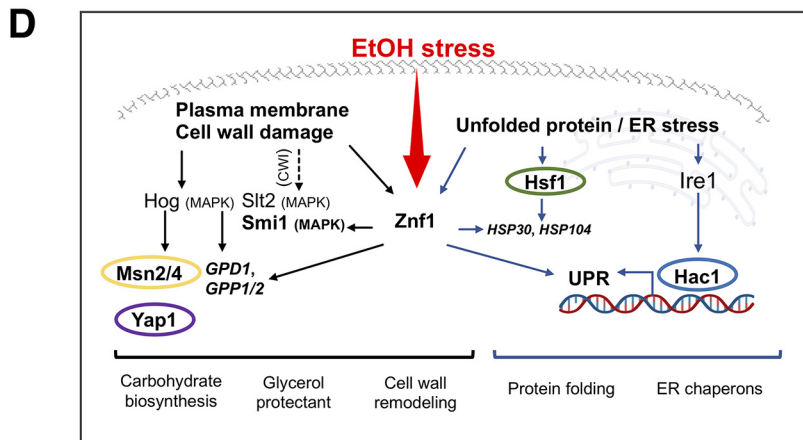 D
EtOH stress
Plasma membrane
Cell wall damage
Unfolded protein / ER stress
(CWI)
Hog (MAPK)
Slt2 (MAPK)
Smi1 (MAPK)
Znf1
Hsf1
Ire1
HSP30, HSP104
Msn2/4
GPD1,
GPP1/2
UPR
Hac1
Yap1
Carbohydrate
biosynthesis
Glycerol
protectant
Cell wall
remodeling
Protein folding
ER chaperons